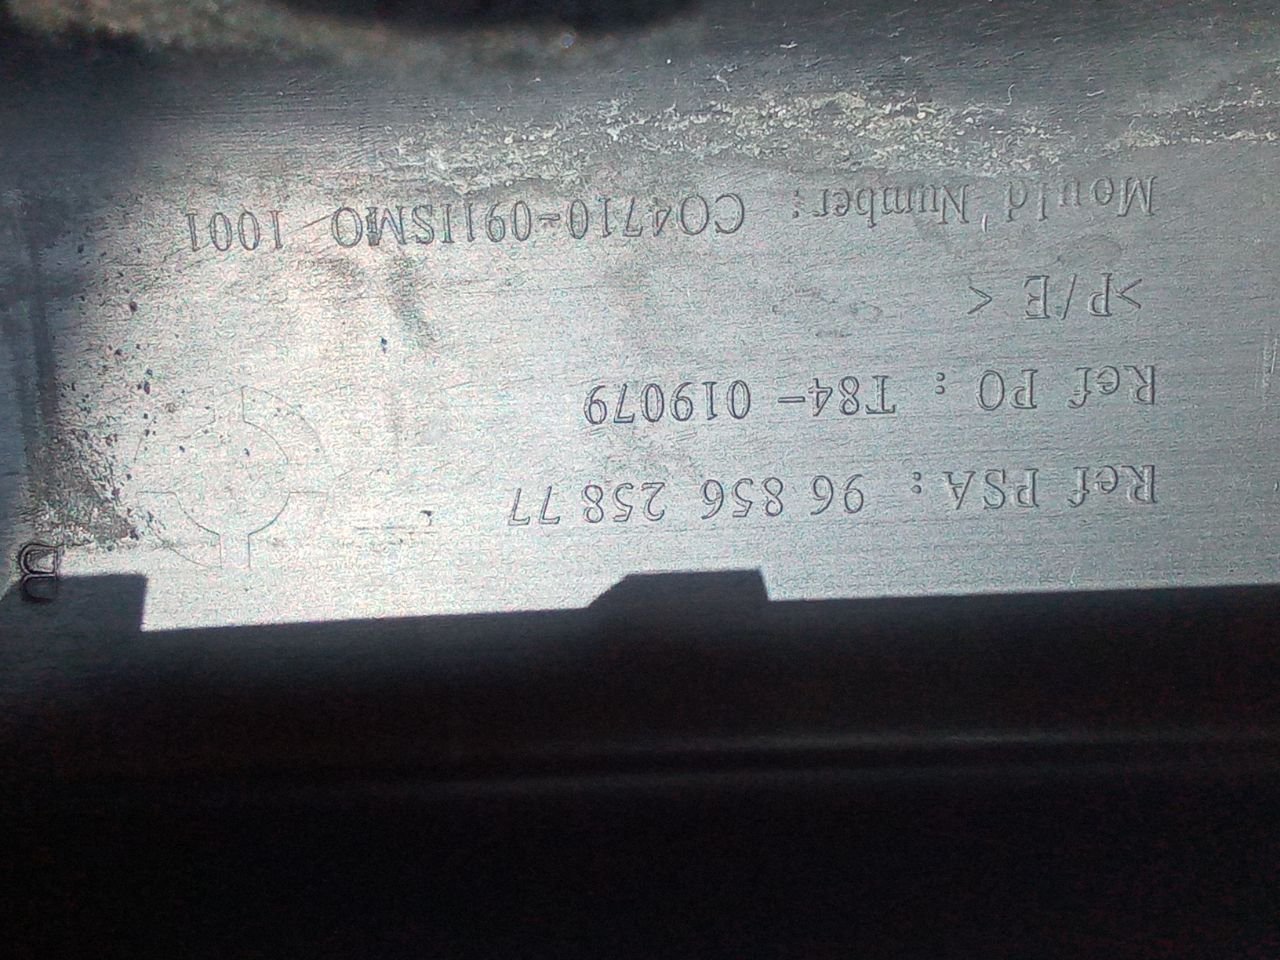 Ref PSA: 96 856 258 77
Ref PO : T84- 019079
>P/E <
Mould Number: CO4710-0911SMO 1001